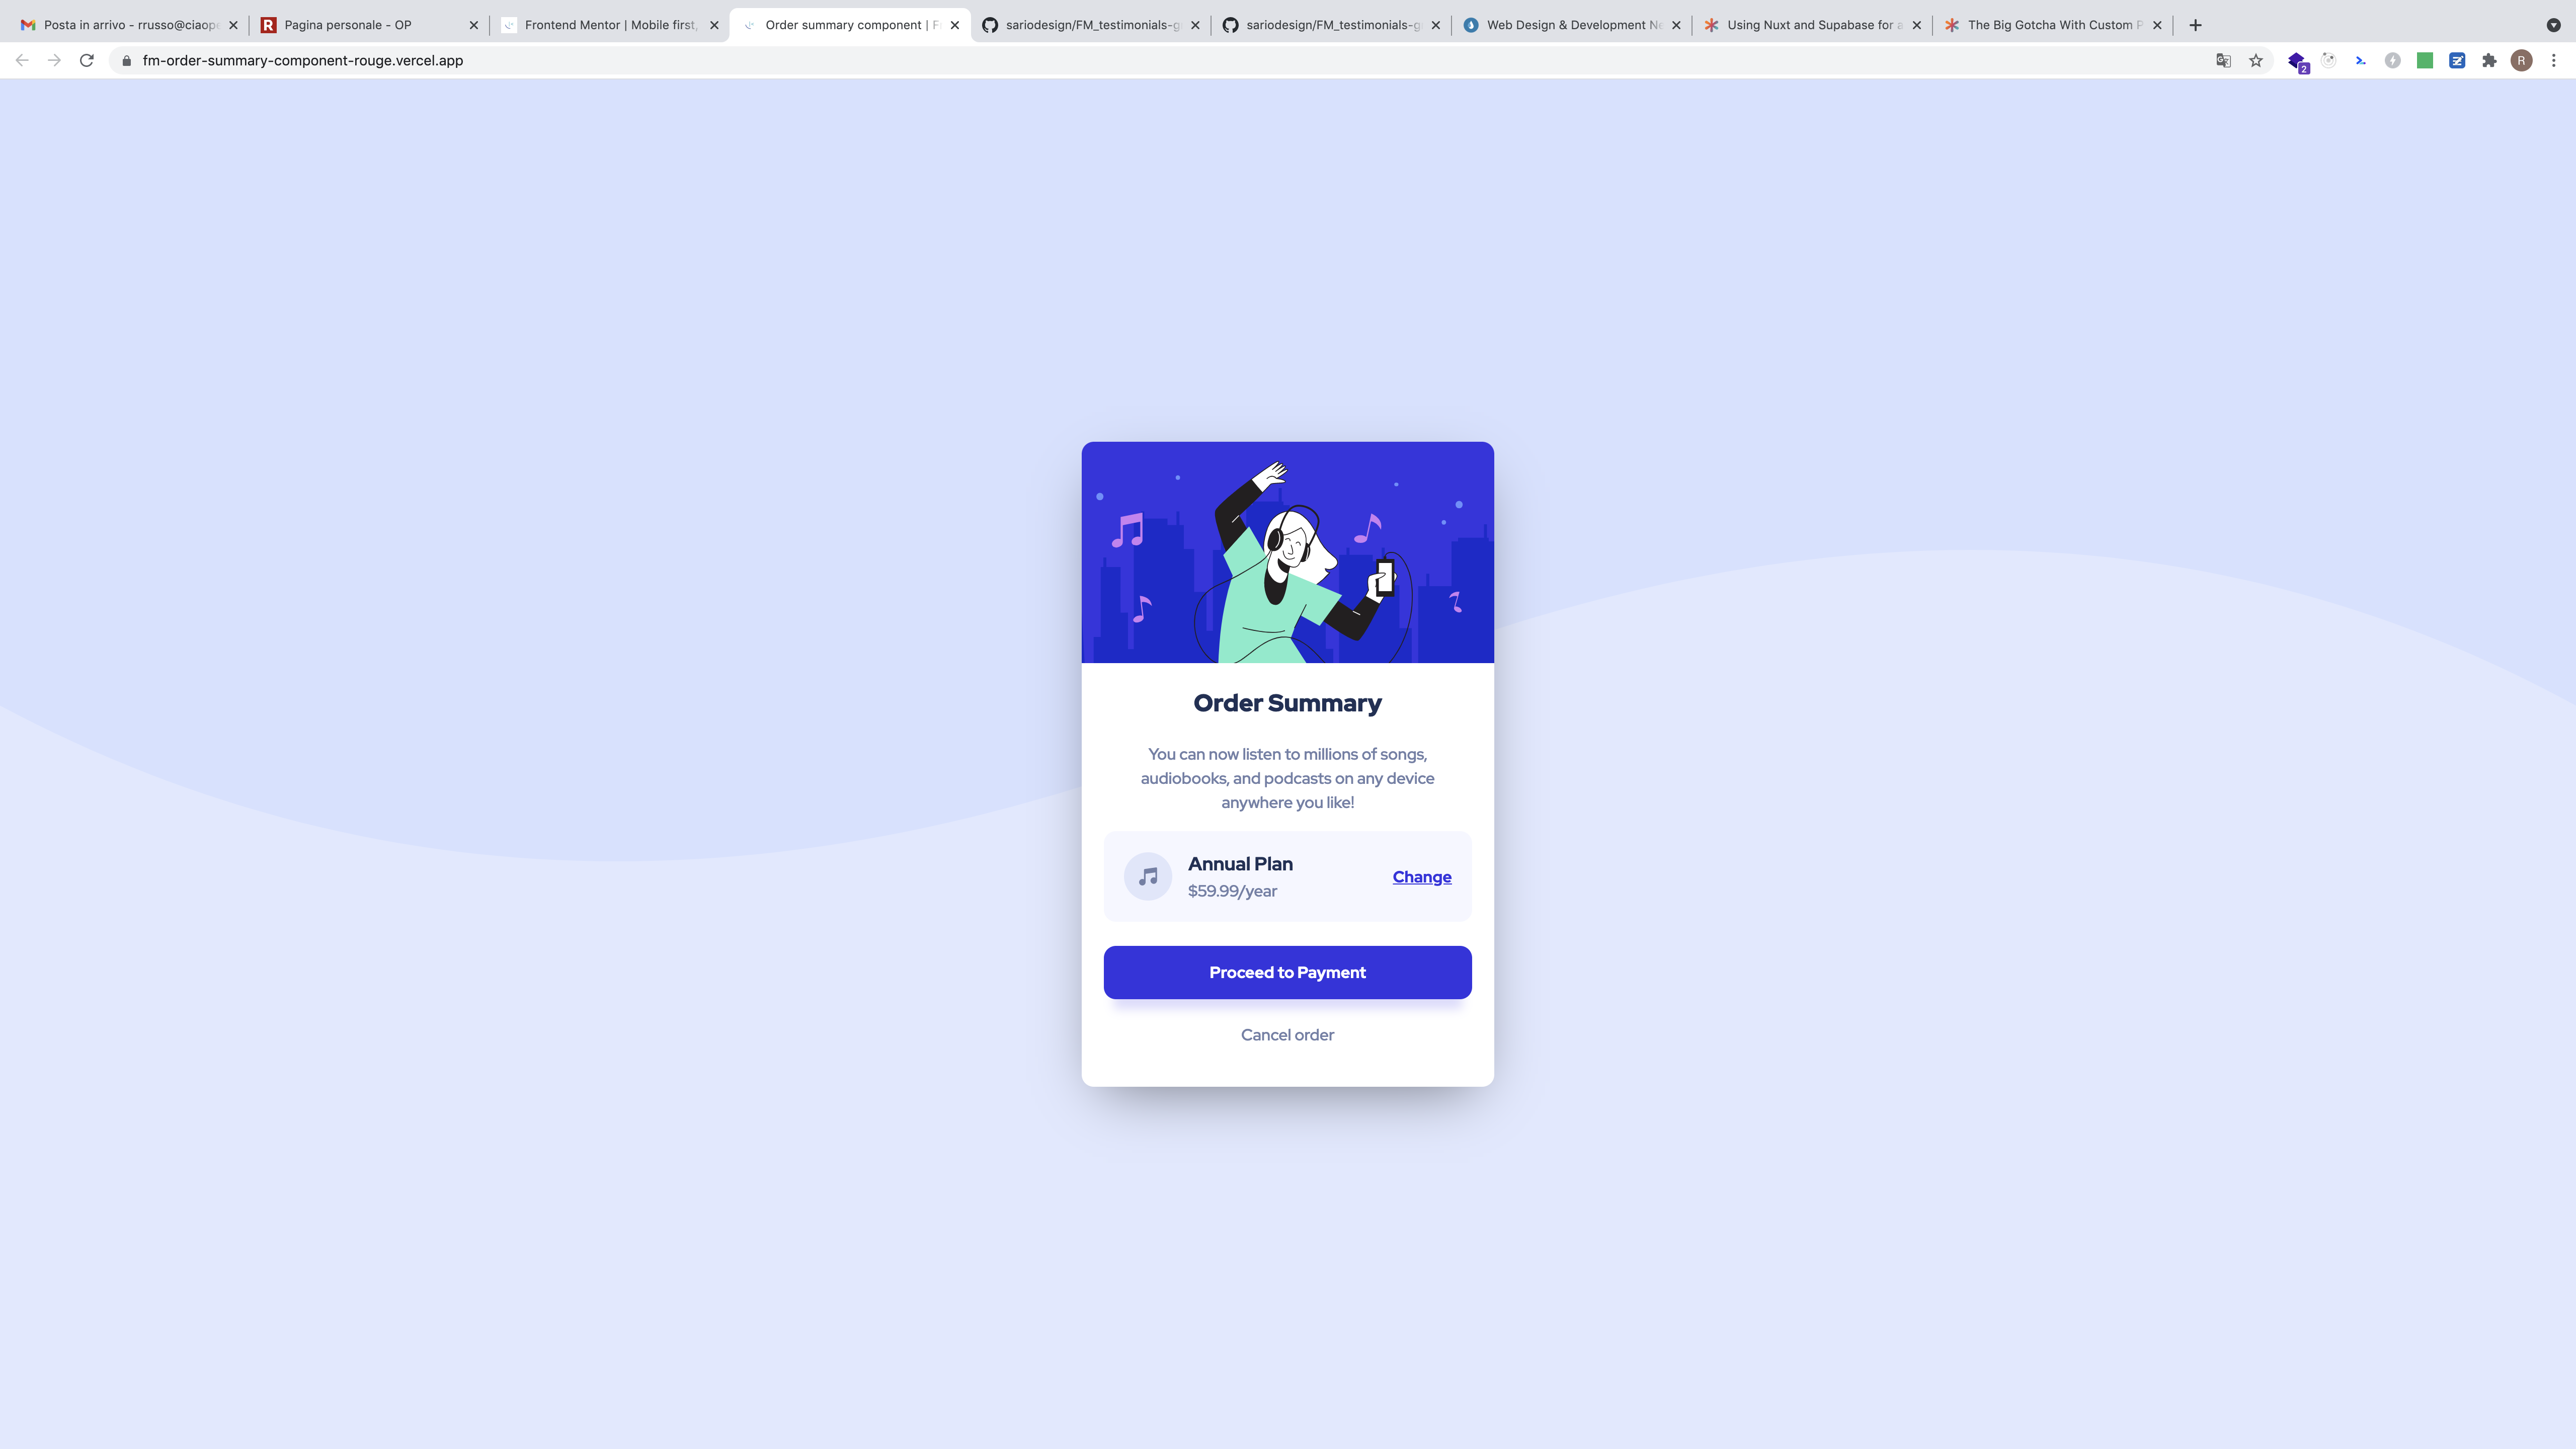 Posta in arrivo - rrusso@ciaope
Pagina personale - OP
Frontend Mentor | Mobile first,
Order summary component | F
sariodesign/FM_testimonials-g
sariodesign/FM_testimonials-g
Web Design & Development Ne
Using Nuxt and Supabase for a
The Big Gotcha With Custom P
fm-order-summary-component-rouge.vercel.app
2
R
Order Summary
You can now listen to millions of songs,
audiobooks, and podcasts on any device
anywhere you like!
Annual Plan
$59.99/year
Change
Proceed to Payment
Cancel order